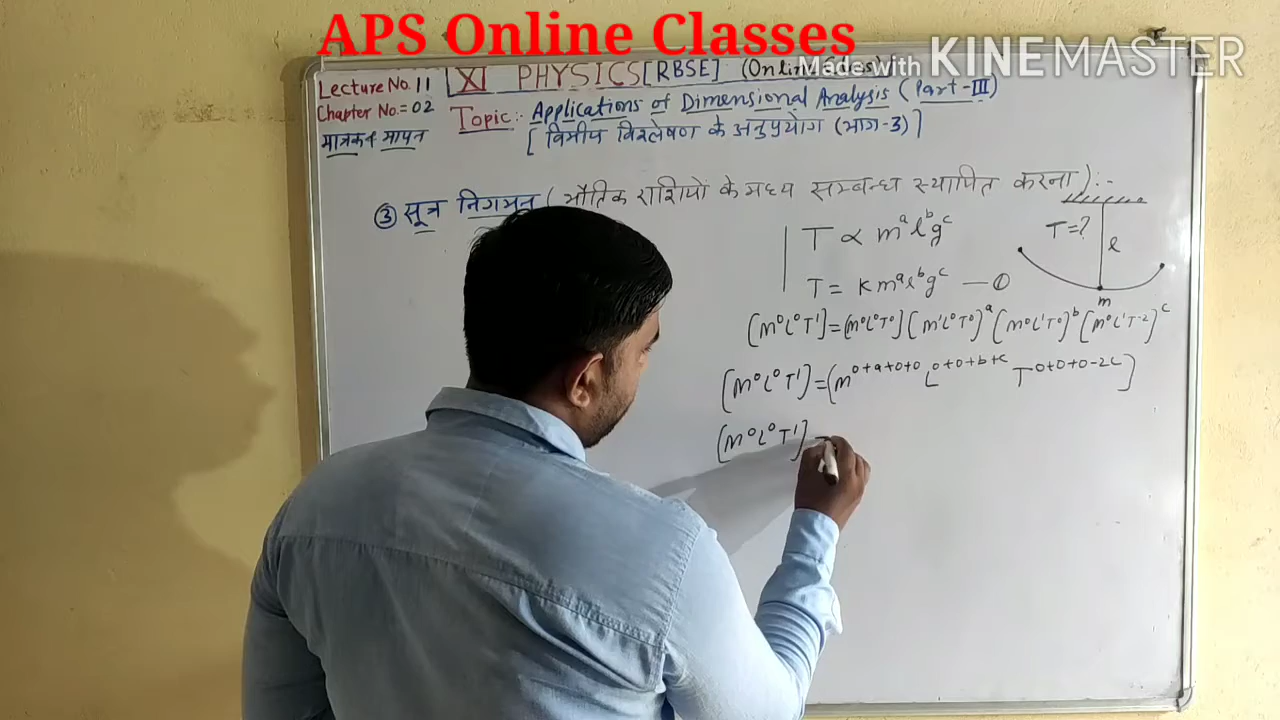 APS Online Classes
Made with KINEMASTER
Lecture No. 11
XI PHYSICS [RBSE] (Online Edu.)
Chapter No. = 02
Topic:- Applications of Dimensional Analysis (Part-III)
मात्रक एवं मापन
[विमीय विश्लेषण के अनुप्रयोग (भाग-3)]
③ सूत्र निगमन (भौतिक राशियों के मध्य सम्बन्ध स्थापित करना):-
T ∝ m^a l^b g^c
T=?
l
T = K m^a l^b g^c —①
m
[M⁰L⁰T¹]=[M⁰L⁰T⁰][M¹L⁰T⁰]^a[M⁰L¹T⁰]^b[M⁰L¹T⁻²]^c
[M⁰L⁰T¹]=[M^0+a+0+0 L^0+0+b+c T^0+0+0-2c]
[M⁰L⁰T¹] =